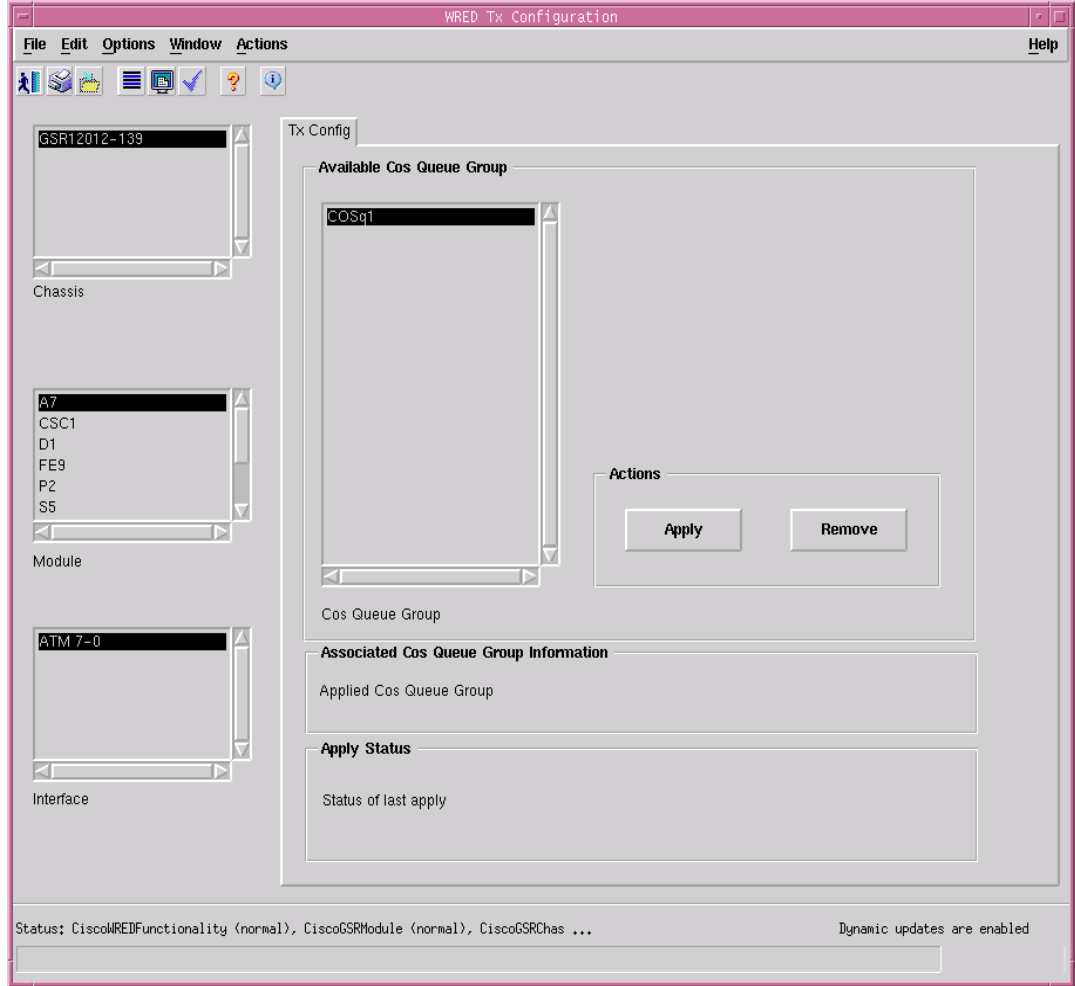 WRED Tx Configuration
File Edit Options Window Actions Help
GSR12012-139
Chassis
A7
CSC1
D1
FE9
P2
S5
Module
ATM 7-0
Interface
Tx Config
Available Cos Queue Group
COSq1
Cos Queue Group
Actions
Apply Remove
Associated Cos Queue Group Information
Applied Cos Queue Group
Apply Status
Status of last apply
Status: CiscoWREDFunctionality (normal), CiscoGSRModule (normal), CiscoGSRChas ... Dynamic updates are enabled